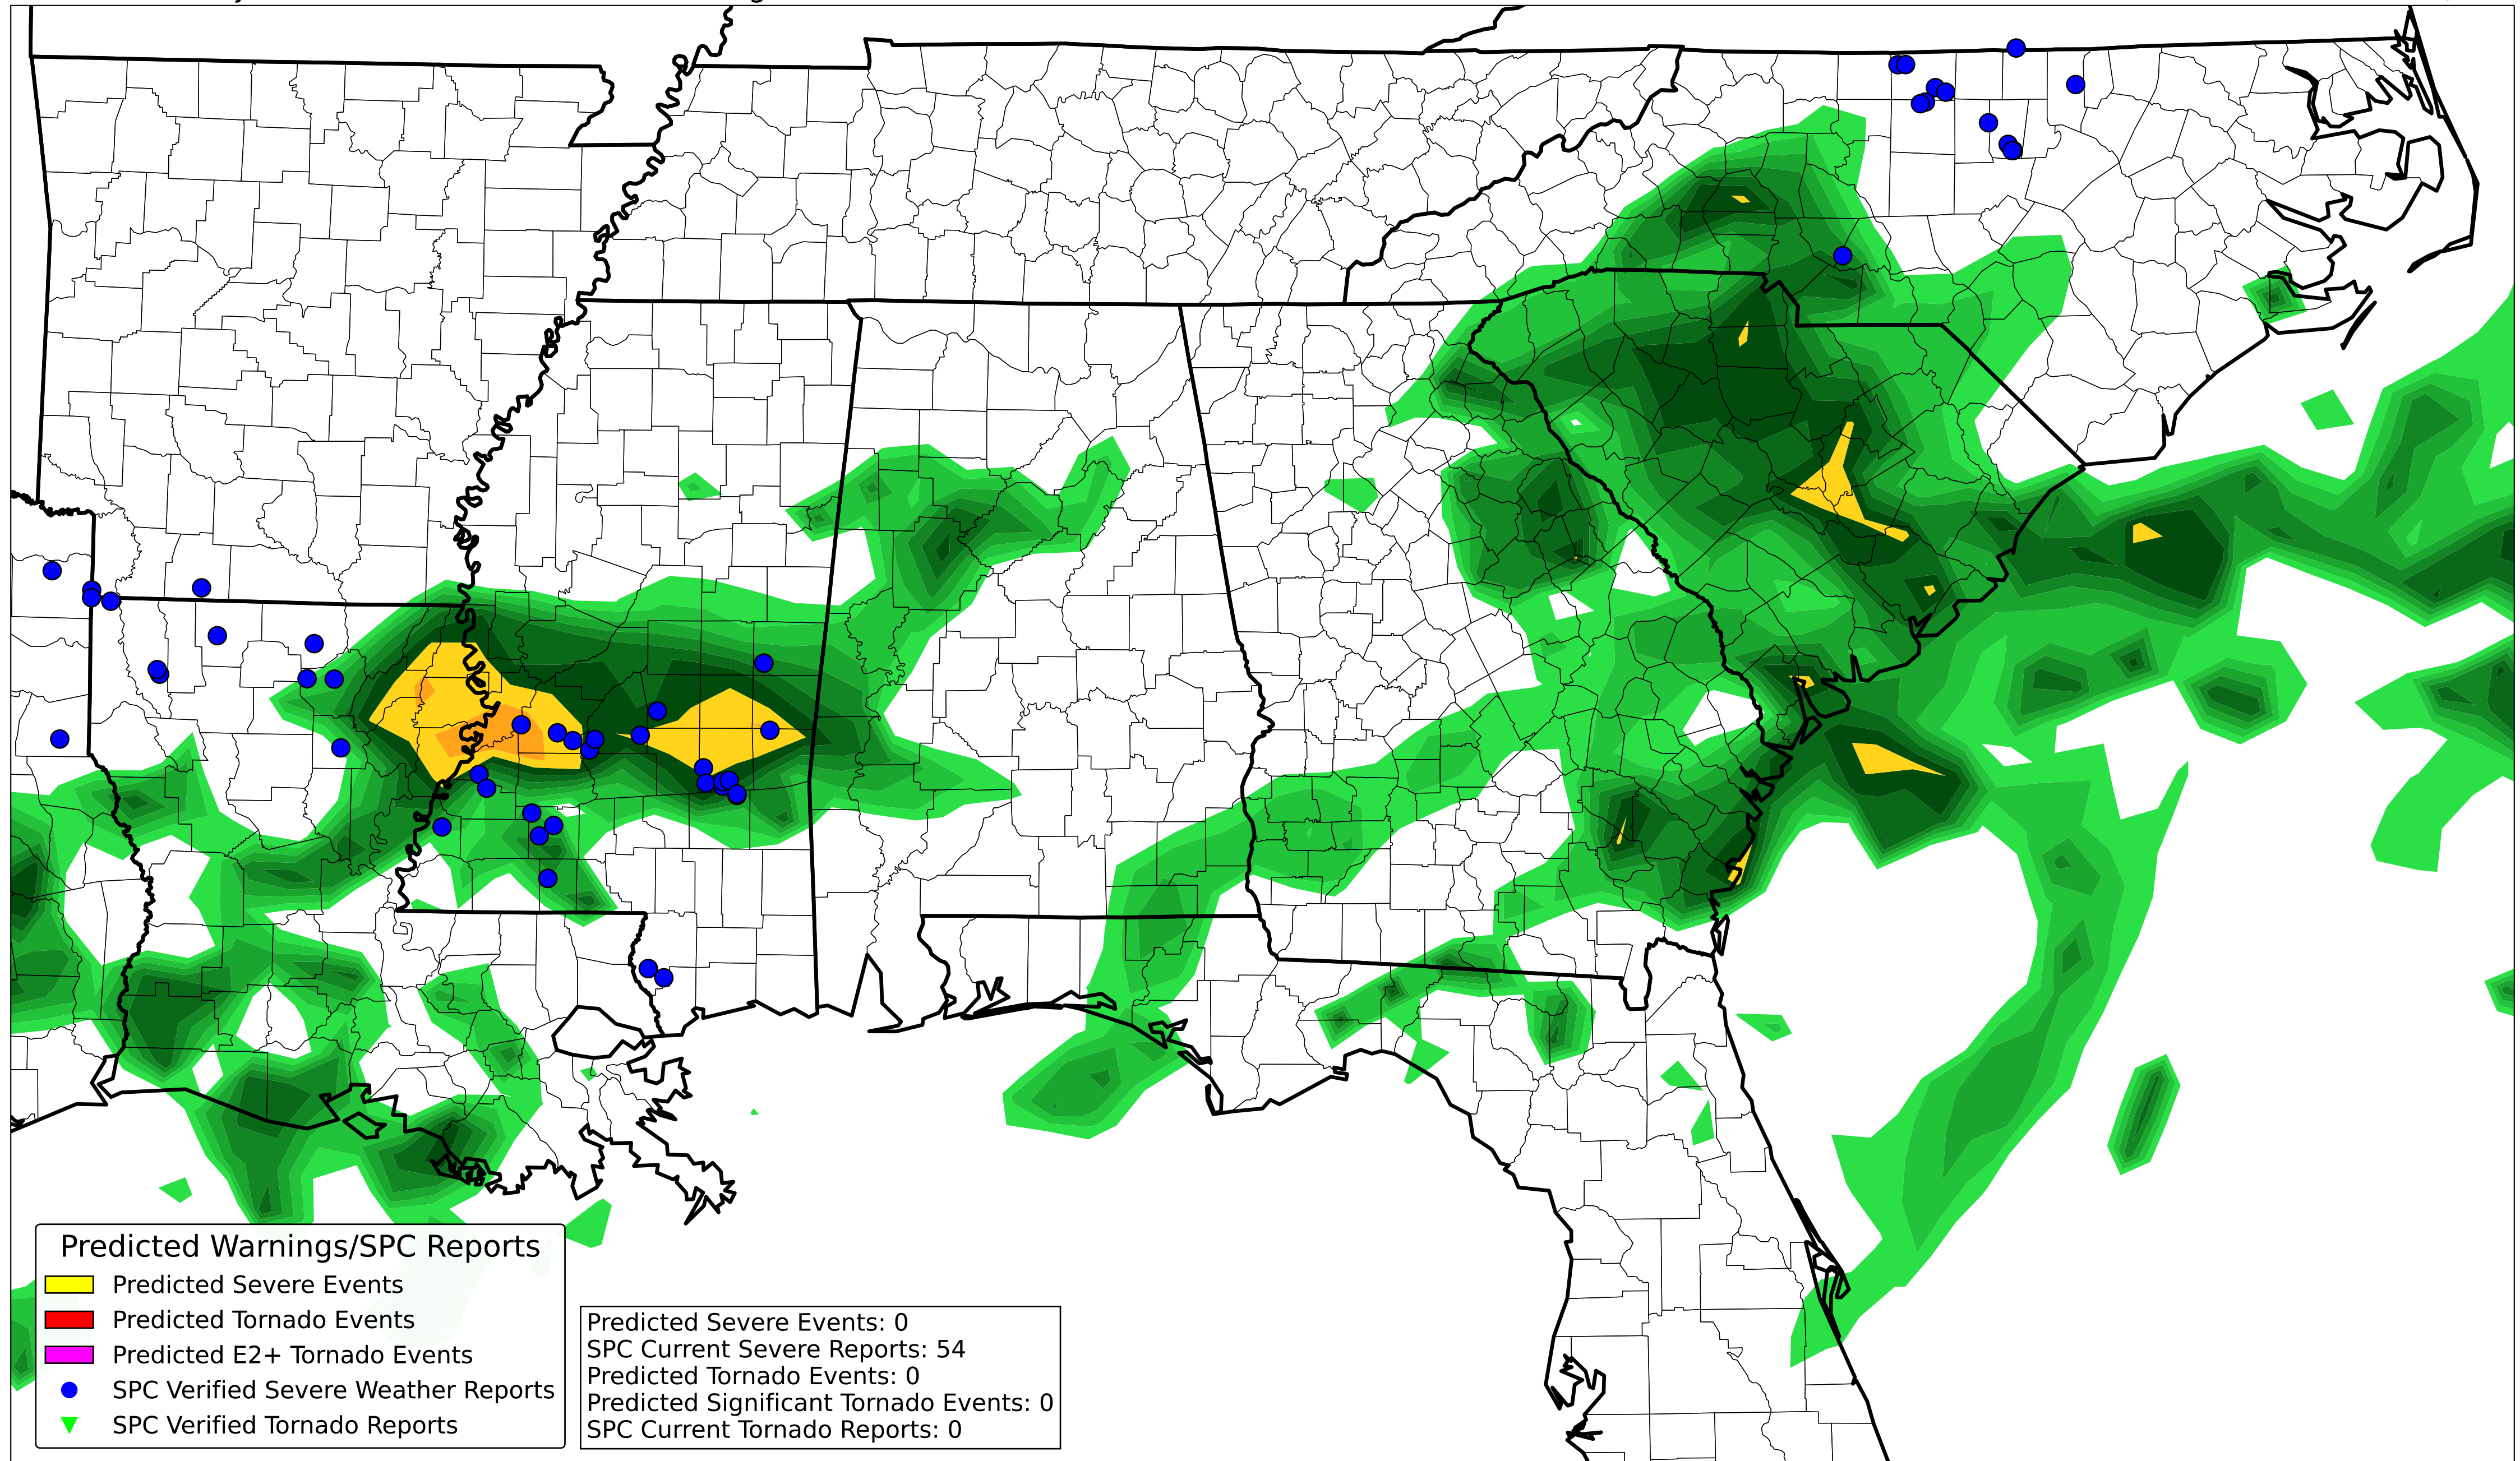 Predicted Warnings/SPC Reports
Predicted Severe Events
Predicted Tornado Events
Predicted E2+ Tornado Events
SPC Verified Severe Weather Reports
SPC Verified Tornado Reports
Predicted Severe Events: 0
SPC Current Severe Reports: 54
Predicted Tornado Events: 0
Predicted Significant Tornado Events: 0
SPC Current Tornado Reports: 0